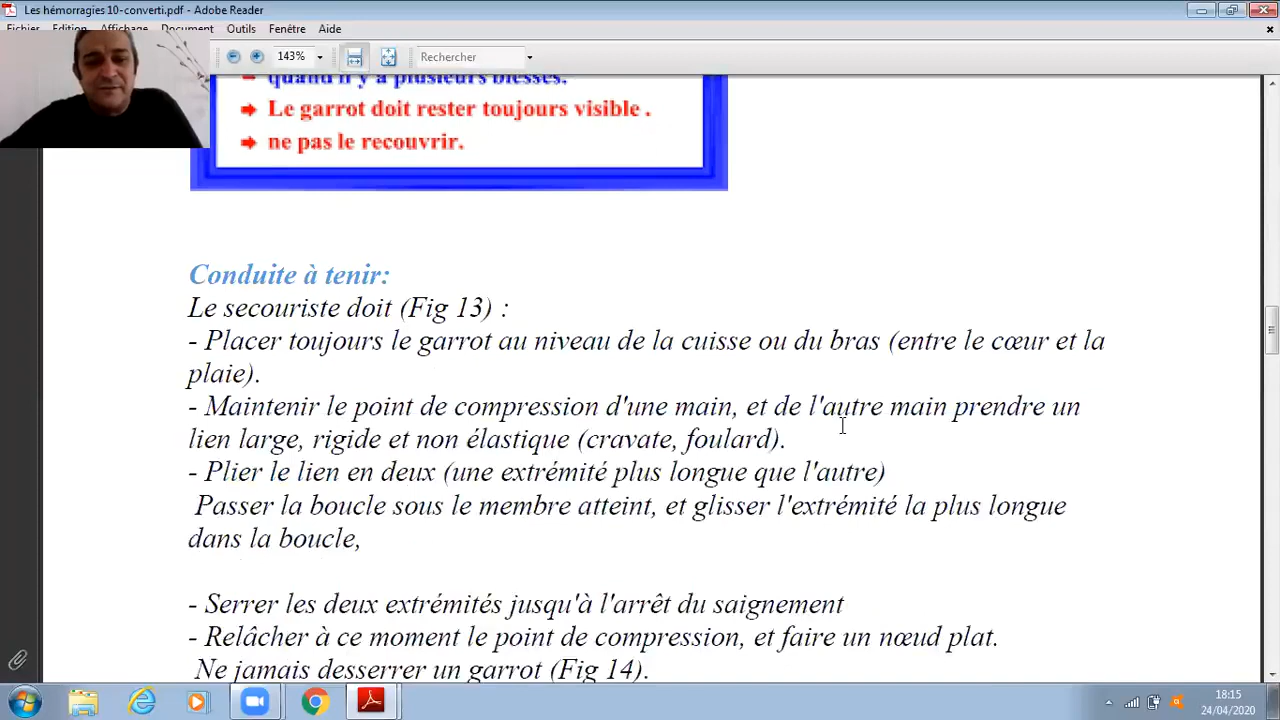 Les hémorragies 10-converti.pdf - Adobe Reader
Fichier Edition Affichage Document Outils Fenêtre Aide
143% Rechercher
quand il y a plusieurs blessés.
Le garrot doit rester toujours visible .
ne pas le recouvrir.
Conduite à tenir:
Le secouriste doit (Fig 13) :
- Placer toujours le garrot au niveau de la cuisse ou du bras (entre le cœur et la
plaie).
- Maintenir le point de compression d'une main, et de l'autre main prendre un
lien large, rigide et non élastique (cravate, foulard).
- Plier le lien en deux (une extrémité plus longue que l'autre)
Passer la boucle sous le membre atteint, et glisser l'extrémité la plus longue
dans la boucle,
- Serrer les deux extrémités jusqu'à l'arrêt du saignement
- Relâcher à ce moment le point de compression, et faire un nœud plat.
Ne jamais desserrer un garrot (Fig 14).
18:15
24/04/2020